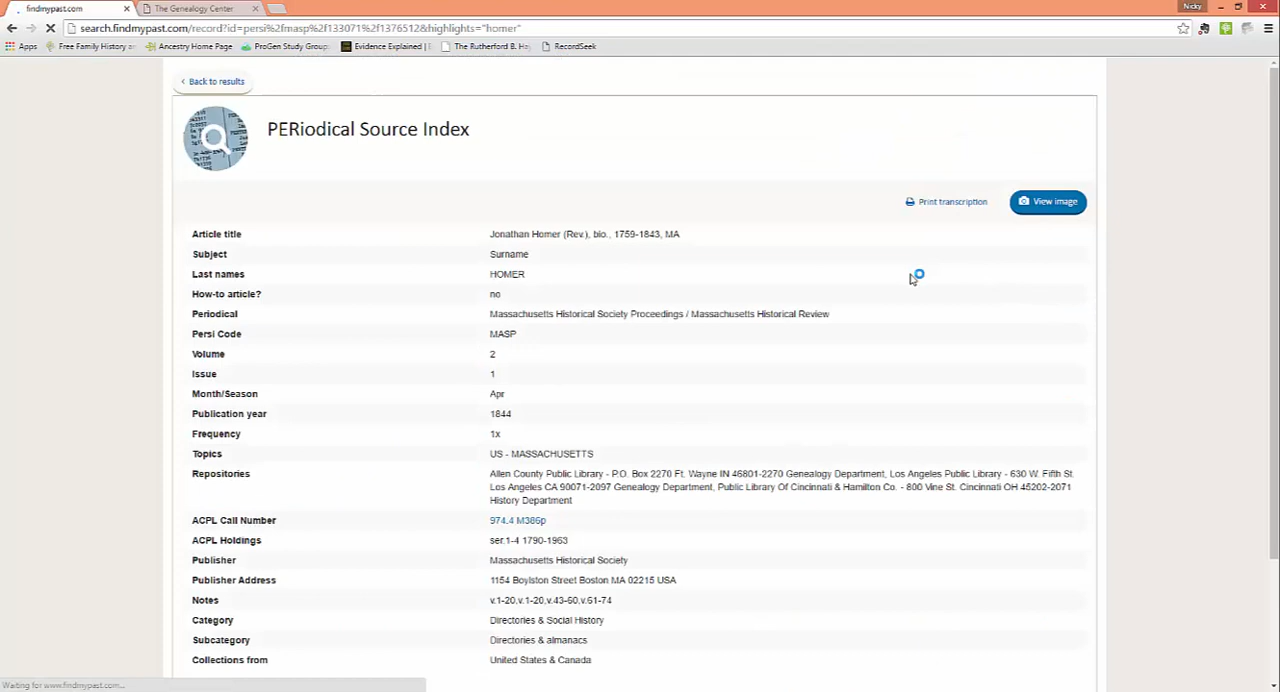 findmypast.com
The Genealogy Center
Nicky
search.findmypast.com/record?id=persi%2fmasp%2f133071%2f1376512&highlights="homer"
Apps Free Family History a Ancestry Home Page ProGen Study Group Evidence Explained | The Rutherford B. Ha RecordSeek
‹ Back to results
PERiodical Source Index
Print transcription View image
Article title Jonathan Homer (Rev.), bio., 1759-1843, MA
Subject Surname
Last names HOMER
How-to article? no
Periodical Massachusetts Historical Society Proceedings / Massachusetts Historical Review
Persi Code MASP
Volume 2
Issue 1
Month/Season Apr
Publication year 1844
Frequency 1x
Topics US - MASSACHUSETTS
Repositories Allen County Public Library - P.O. Box 2270 Ft. Wayne IN 46801-2270 Genealogy Department, Los Angeles Public Library - 630 W. Fifth St.
Los Angeles CA 90071-2097 Genealogy Department, Public Library Of Cincinnati & Hamilton Co. - 800 Vine St. Cincinnati OH 45202-2071
History Department
ACPL Call Number 974.4 M386p
ACPL Holdings ser.1-4 1790-1963
Publisher Massachusetts Historical Society
Publisher Address 1154 Boylston Street Boston MA 02215 USA
Notes v.1-20,v.1-20,v.43-60,v.61-74
Category Directories & Social History
Subcategory Directories & almanacs
Collections from United States & Canada
Waiting for www.findmypast.com...